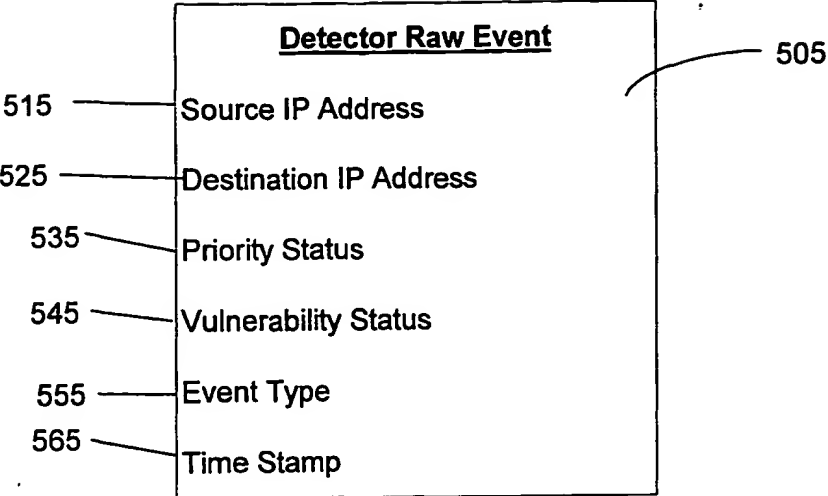 Detector Raw Event
505
515 Source IP Address
525 Destination IP Address
535 Priority Status
545 Vulnerability Status
555 Event Type
565 Time Stamp